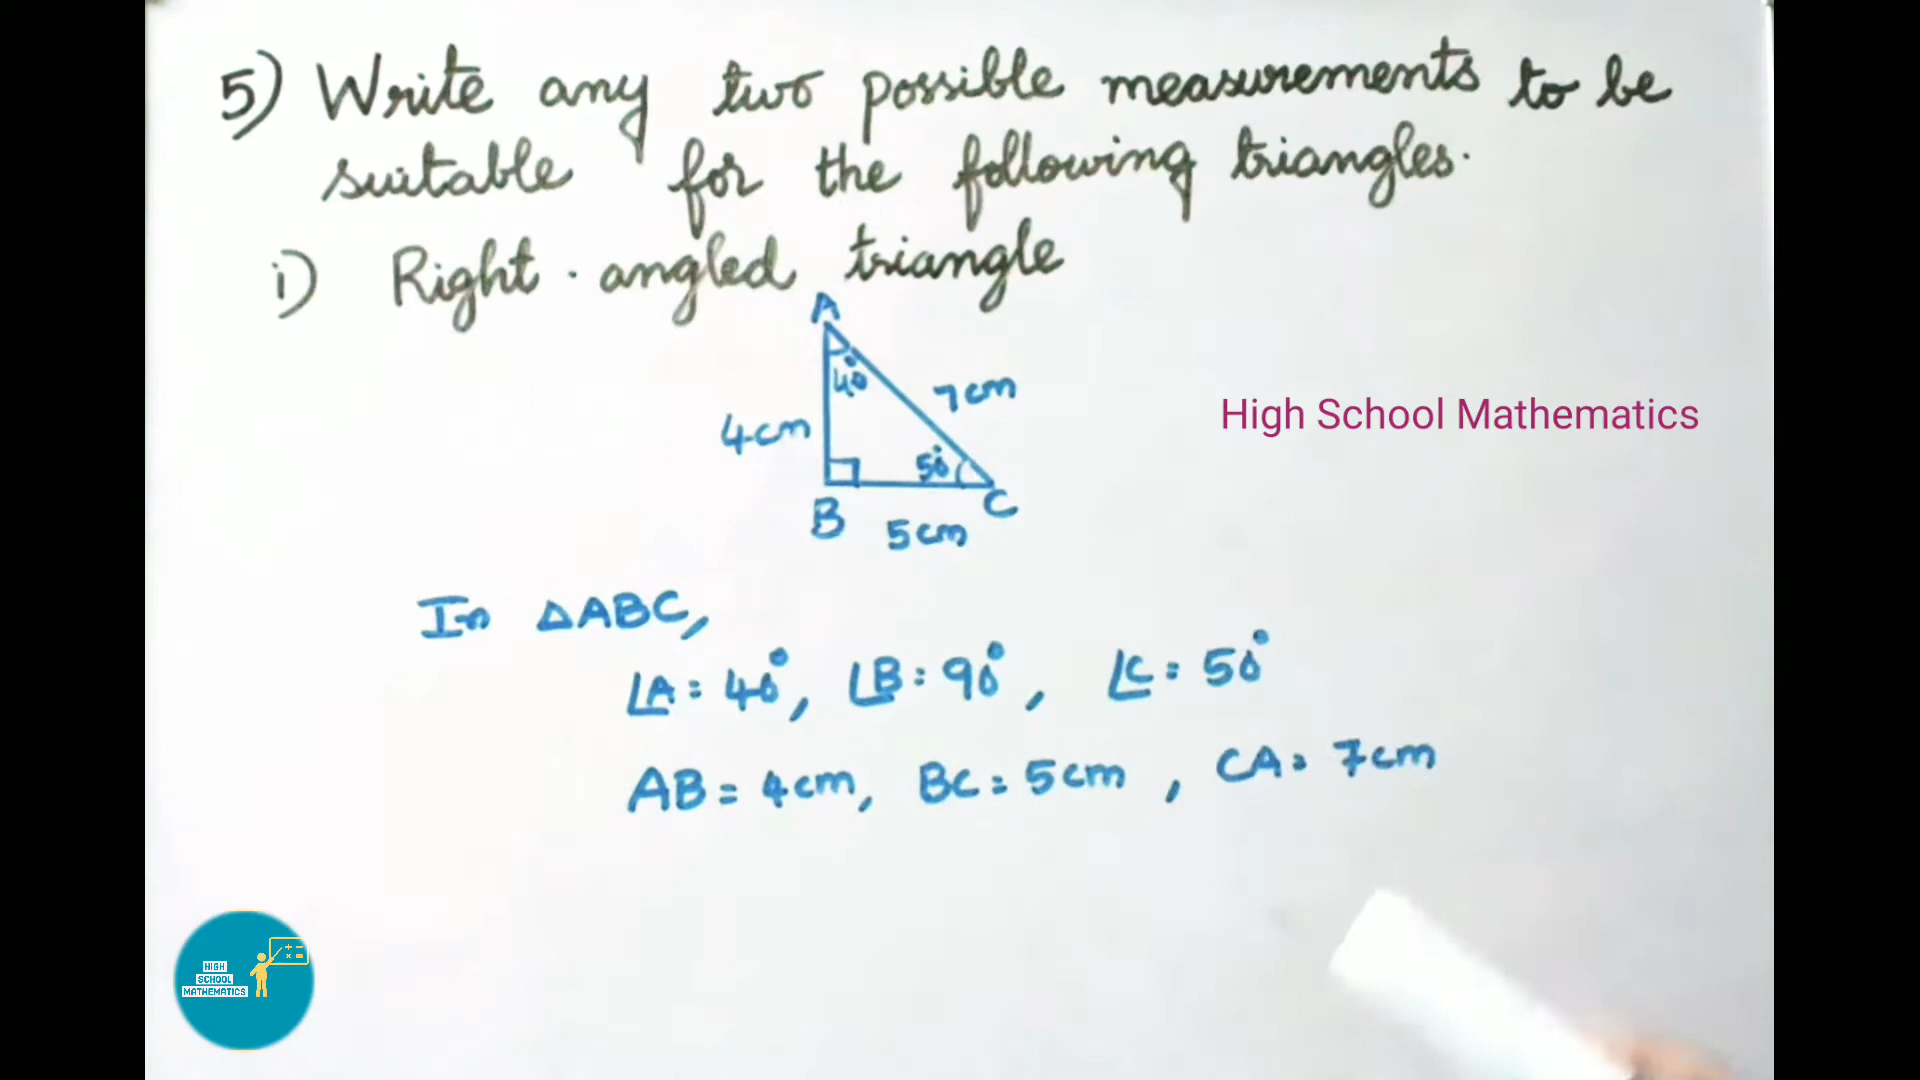 5) Write any two possible measurements to be
suitable for the following triangles.
i) Right-angled triangle
A
40°
7cm
4cm
50°
B
C
5cm
High School Mathematics
In △ABC,
∠A = 40°, ∠B = 90°, ∠C = 50°
AB = 4cm, BC = 5cm, CA = 7cm
HIGH
SCHOOL
MATHEMATICS